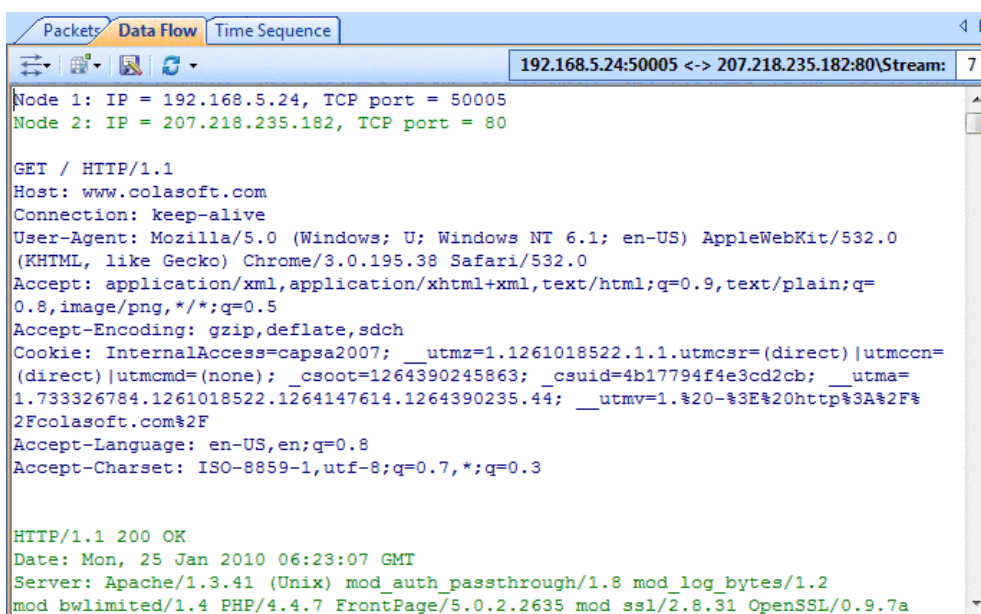 Packets Data Flow Time Sequence
192.168.5.24:50005 <-> 207.218.235.182:80\Stream: 7
Node 1: IP = 192.168.5.24, TCP port = 50005
Node 2: IP = 207.218.235.182, TCP port = 80
GET / HTTP/1.1
Host: www.colasoft.com
Connection: keep-alive
User-Agent: Mozilla/5.0 (Windows; U; Windows NT 6.1; en-US) AppleWebKit/532.0
(KHTML, like Gecko) Chrome/3.0.195.38 Safari/532.0
Accept: application/xml,application/xhtml+xml,text/html;q=0.9,text/plain;q=
0.8,image/png,*/*;q=0.5
Accept-Encoding: gzip,deflate,sdch
Cookie: InternalAccess=capsa2007; __utmz=1.1261018522.1.1.utmcsr=(direct)|utmccn=
(direct)|utmcmd=(none); _csoot=1264390245863; _csuid=4b17794f4e3cd2cb; __utma=
1.733326784.1261018522.1264147614.1264390235.44; __utmv=1.%20-%3E%20http%3A%2F%
2Fcolasoft.com%2F
Accept-Language: en-US,en;q=0.8
Accept-Charset: ISO-8859-1,utf-8;q=0.7,*;q=0.3
HTTP/1.1 200 OK
Date: Mon, 25 Jan 2010 06:23:07 GMT
Server: Apache/1.3.41 (Unix) mod_auth_passthrough/1.8 mod_log_bytes/1.2
mod_bwlimited/1.4 PHP/4.4.7 FrontPage/5.0.2.2635 mod_ssl/2.8.31 OpenSSL/0.9.7a